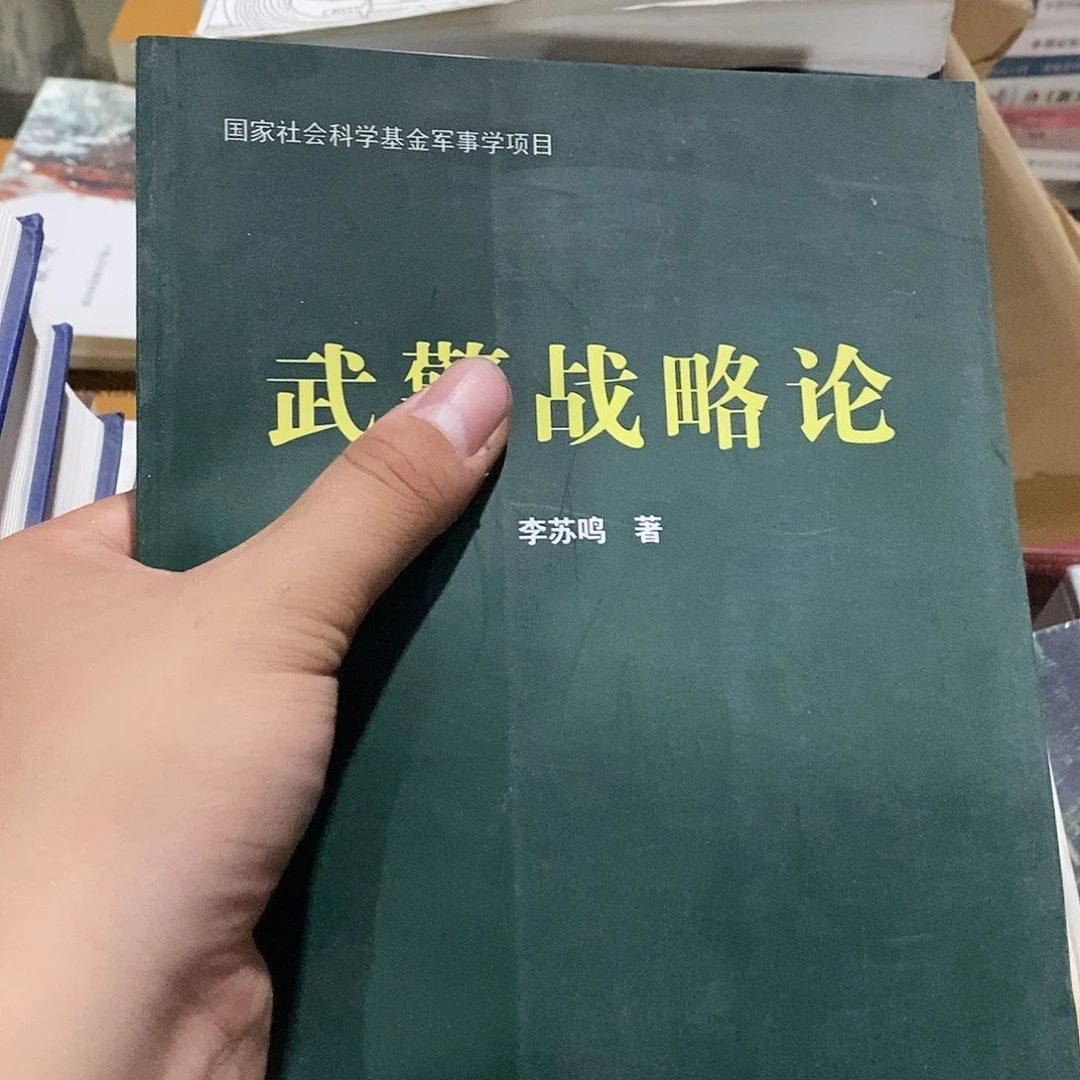 国家社会科学基金军事学项目
武警战略论
李苏鸣 著